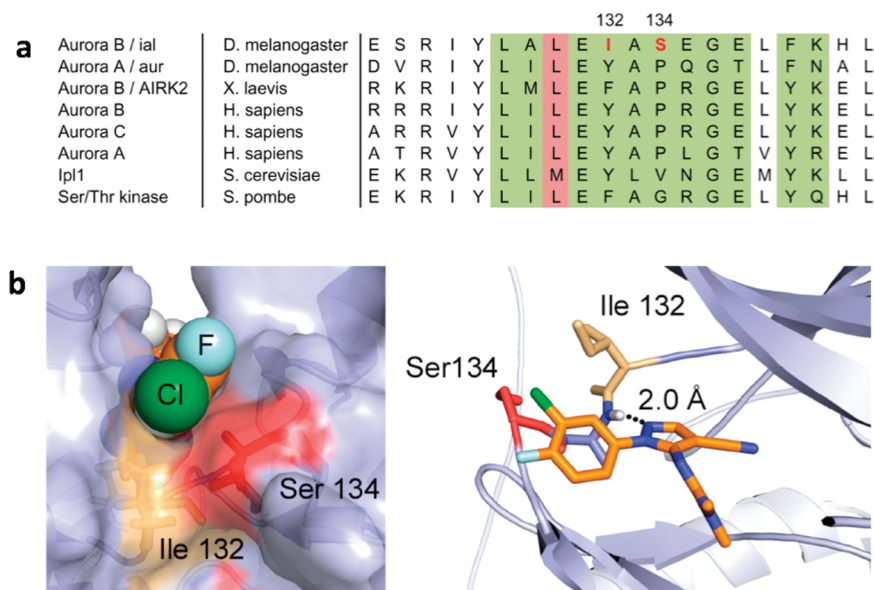 132 134
a
Aurora B / ial D. melanogaster E S R I Y L A L E I A S E G E L F K H L
Aurora A / aur D. melanogaster D V R I Y L I L E Y A P Q G T L F N A L
Aurora B / AIRK2 X. laevis R K R I Y L M L E F A P R G E L Y K E L
Aurora B H. sapiens R R R I Y L I L E Y A P R G E L Y K E L
Aurora C H. sapiens A R R V Y L I L E Y A P R G E L Y K E L
Aurora A H. sapiens A T R V Y L I L E Y A P L G T V Y R E L
Ipl1 S. cerevisiae E K R V Y L L M E Y L V N G E M Y K L L
Ser/Thr kinase S. pombe E K R I Y L I L E F A G R G E L Y Q H L
b
F
Cl
Ser 134
Ile 132
Ile 132
Ser134
2.0 Å